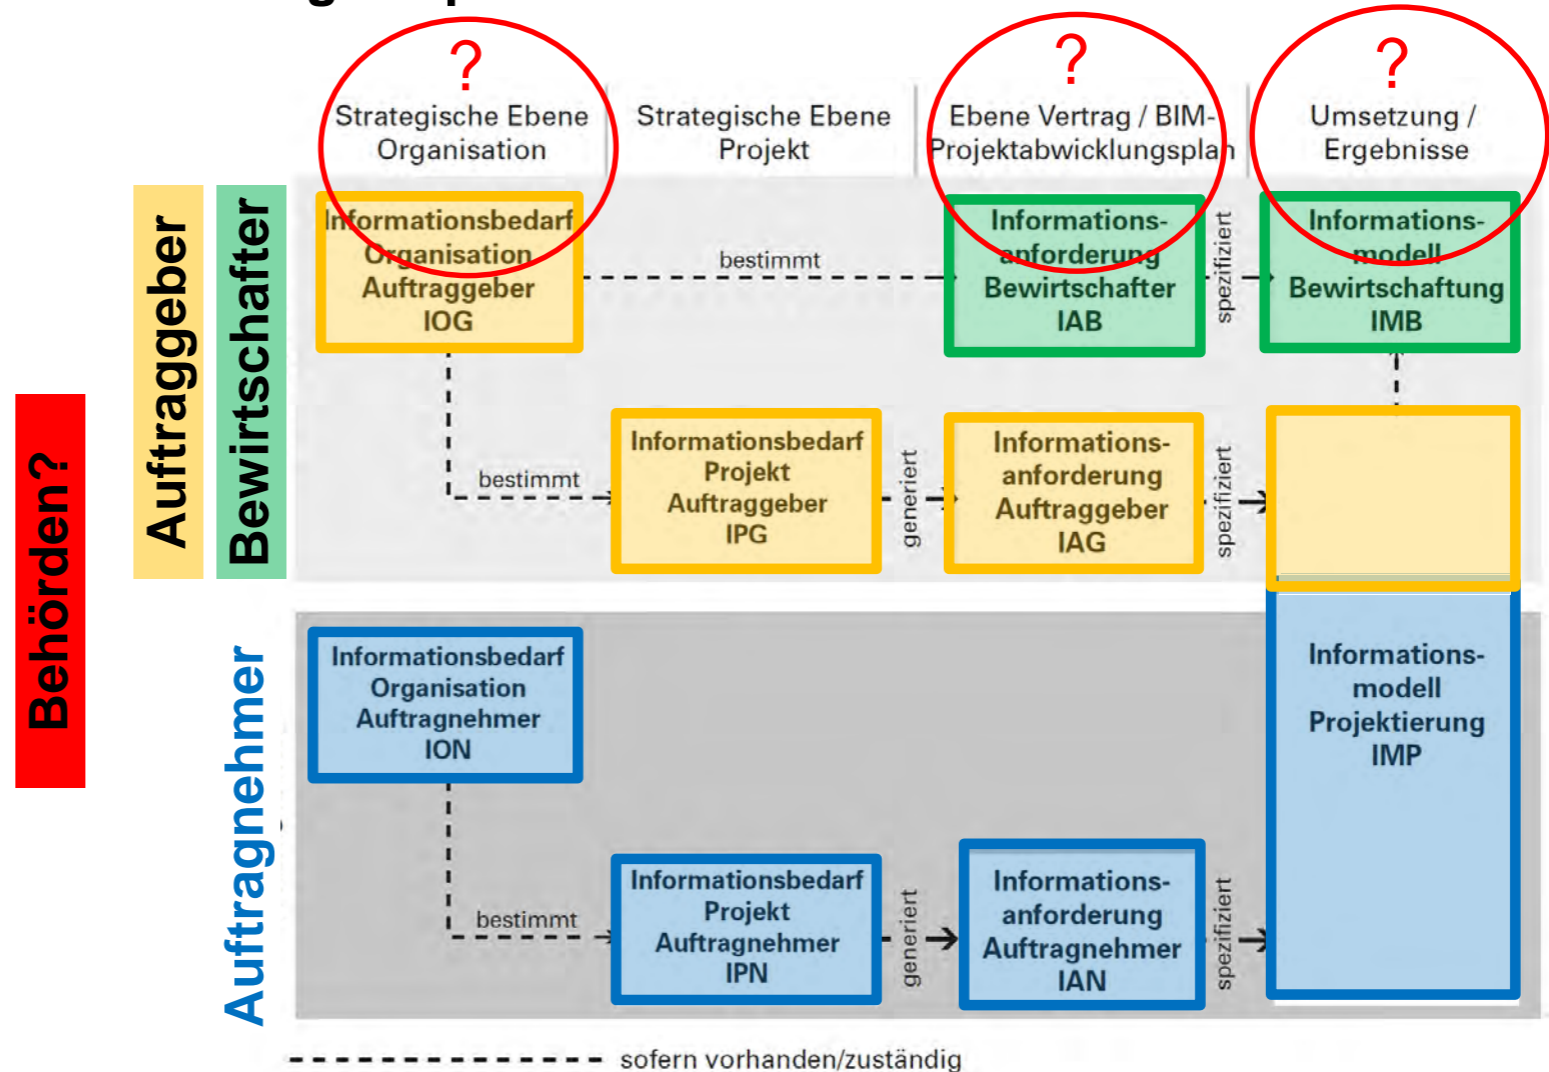 ?
?
?
Strategische Ebene
Organisation
Strategische Ebene
Projekt
Ebene Vertrag / BIM-
Projektabwicklungsplan
Umsetzung /
Ergebnisse
Behörden?
Auftraggeber
Bewirtschafter
Informationsbedarf
Organisation
Auftraggeber
IOG
bestimmt
Informations-
anforderung
Bewirtschafter
IAB
spezifiziert
Informations-
modell
Bewirtschaftung
IMB
bestimmt
Informationsbedarf
Projekt
Auftraggeber
IPG
generiert
Informations-
anforderung
Auftraggeber
IAG
spezifiziert
Auftragnehmer
Informationsbedarf
Organisation
Auftragnehmer
ION
Informations-
modell
Projektierung
IMP
bestimmt
Informationsbedarf
Projekt
Auftragnehmer
IPN
generiert
Informations-
anforderung
Auftragnehmer
IAN
spezifiziert
sofern vorhanden/zuständig